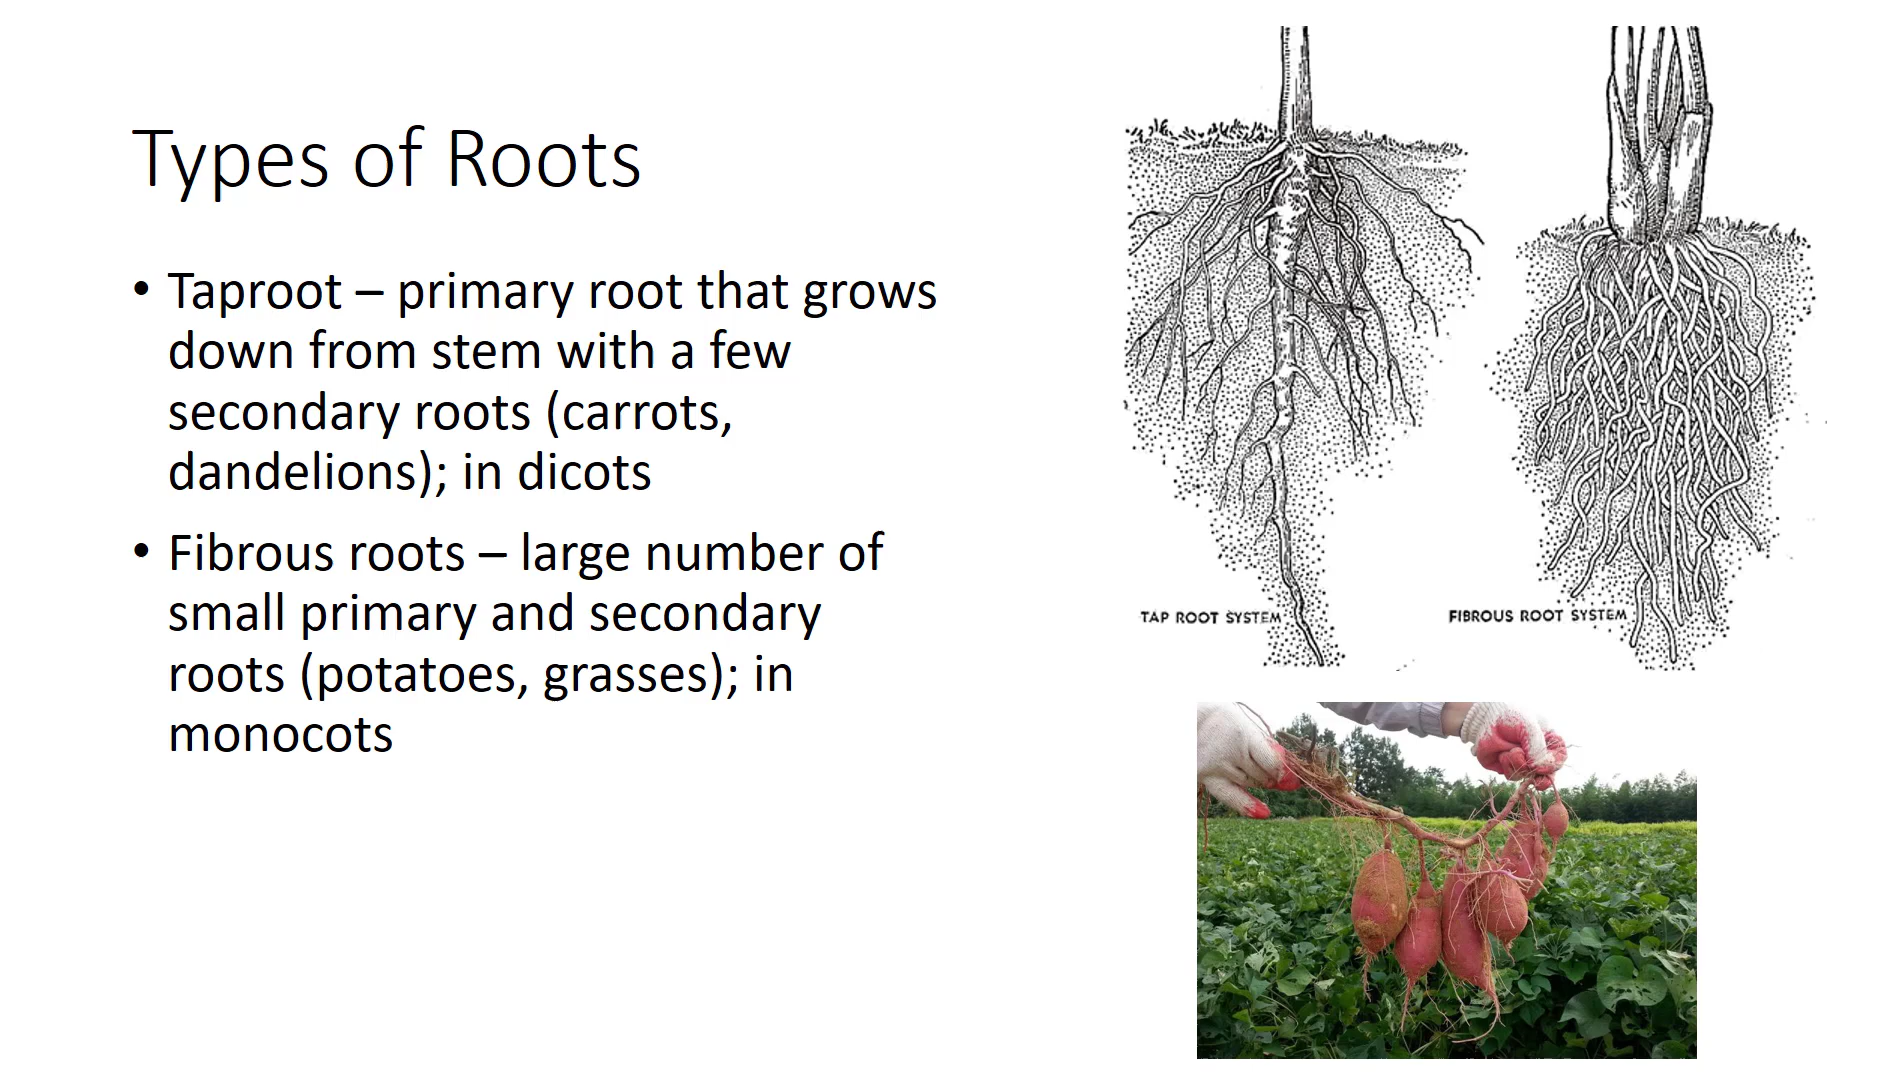 Types of Roots
• Taproot – primary root that grows
down from stem with a few
secondary roots (carrots,
dandelions); in dicots
• Fibrous roots – large number of
small primary and secondary
roots (potatoes, grasses); in
monocots
TAP ROOT SYSTEM
FIBROUS ROOT SYSTEM